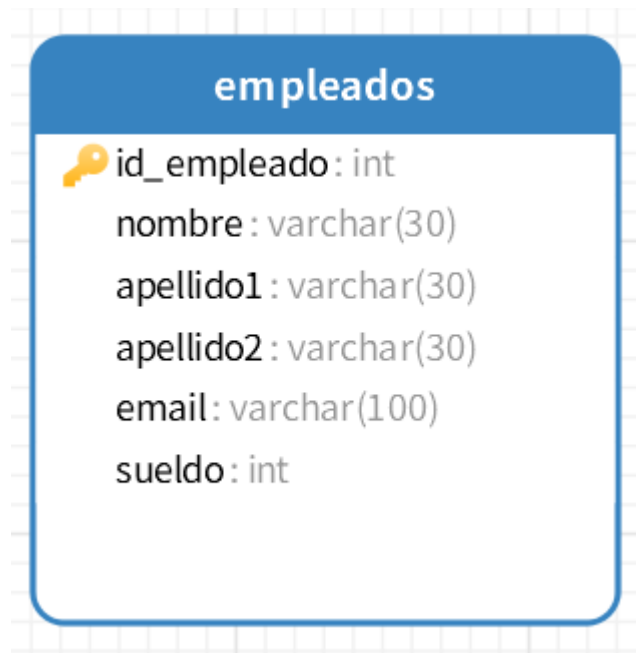 empleados
id_empleado : int
nombre : varchar(30)
apellido1 : varchar(30)
apellido2 : varchar(30)
email : varchar(100)
sueldo : int